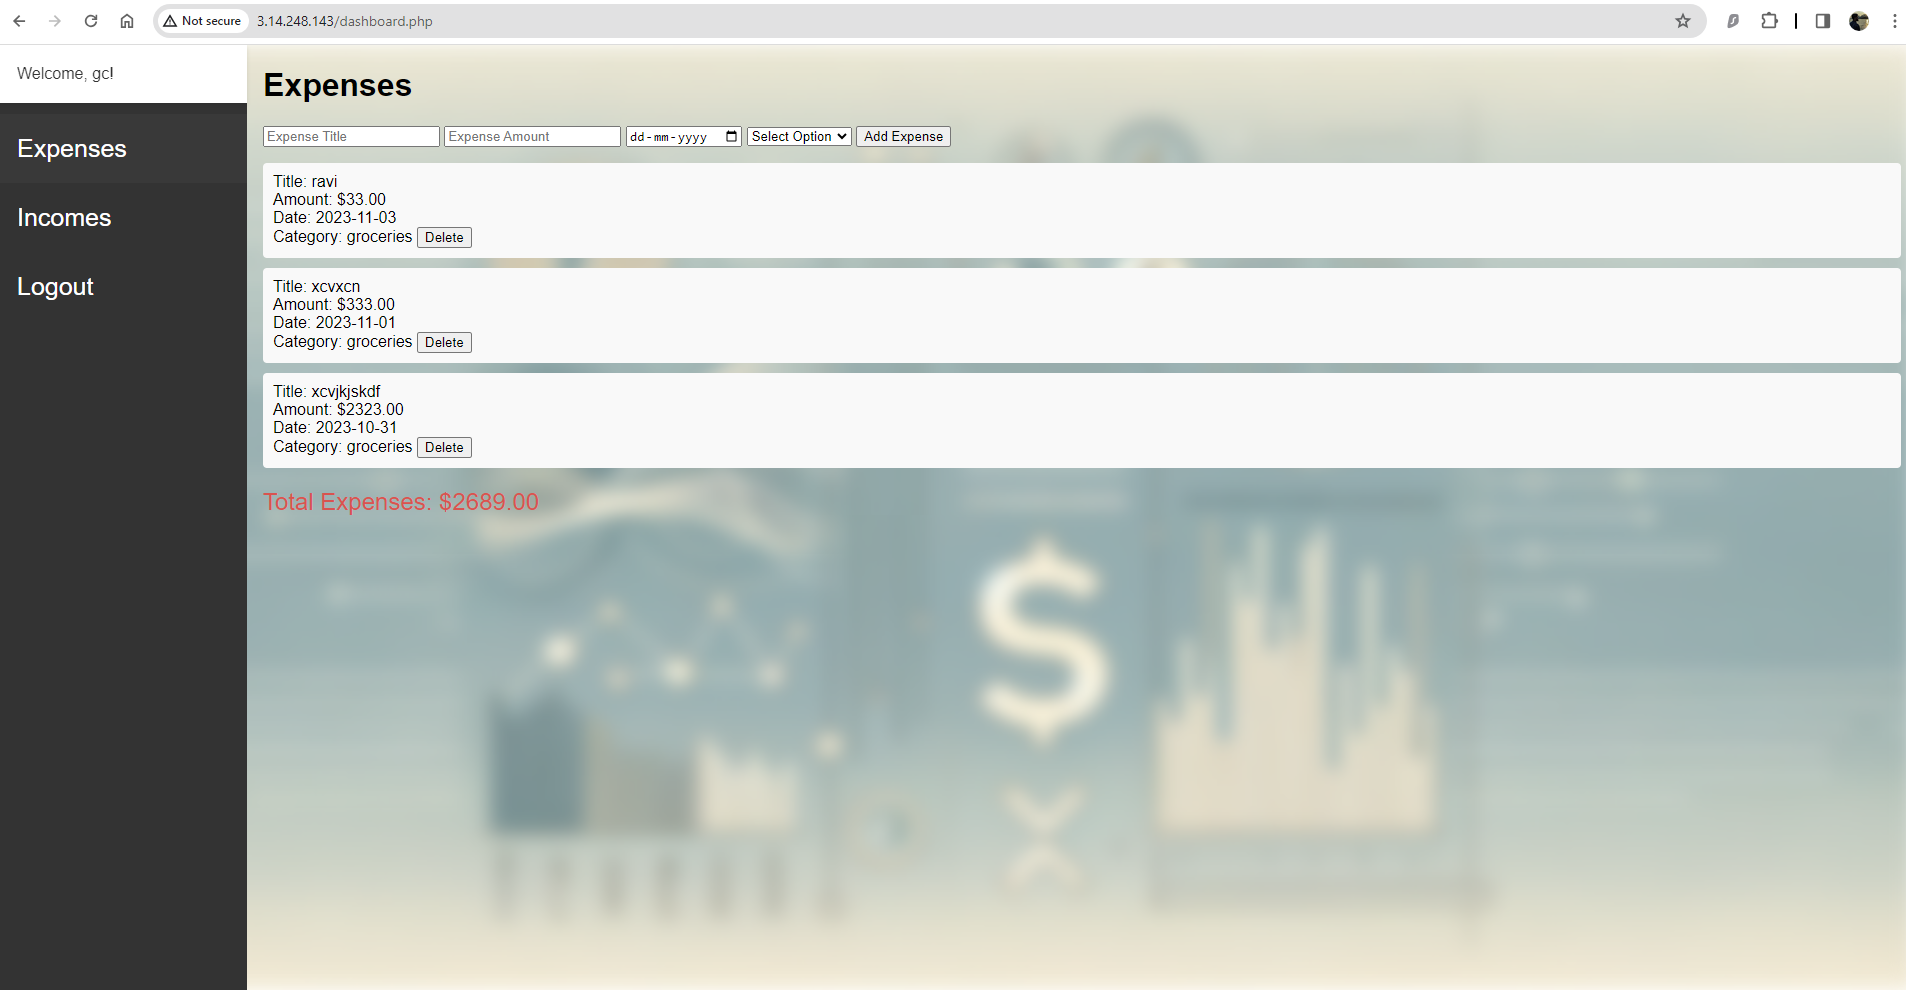 Not secure
3.14.248.143/dashboard.php
Welcome, gc!
Expenses
Incomes
Logout
Expenses
Expense Title
Expense Amount
dd-mm-yyyy
Select Option
Add Expense
Title: ravi
Amount: $33.00
Date: 2023-11-03
Category: groceries Delete
Title: xcvxcn
Amount: $333.00
Date: 2023-11-01
Category: groceries Delete
Title: xcvjkjskdf
Amount: $2323.00
Date: 2023-10-31
Category: groceries Delete
Total Expenses: $2689.00
$